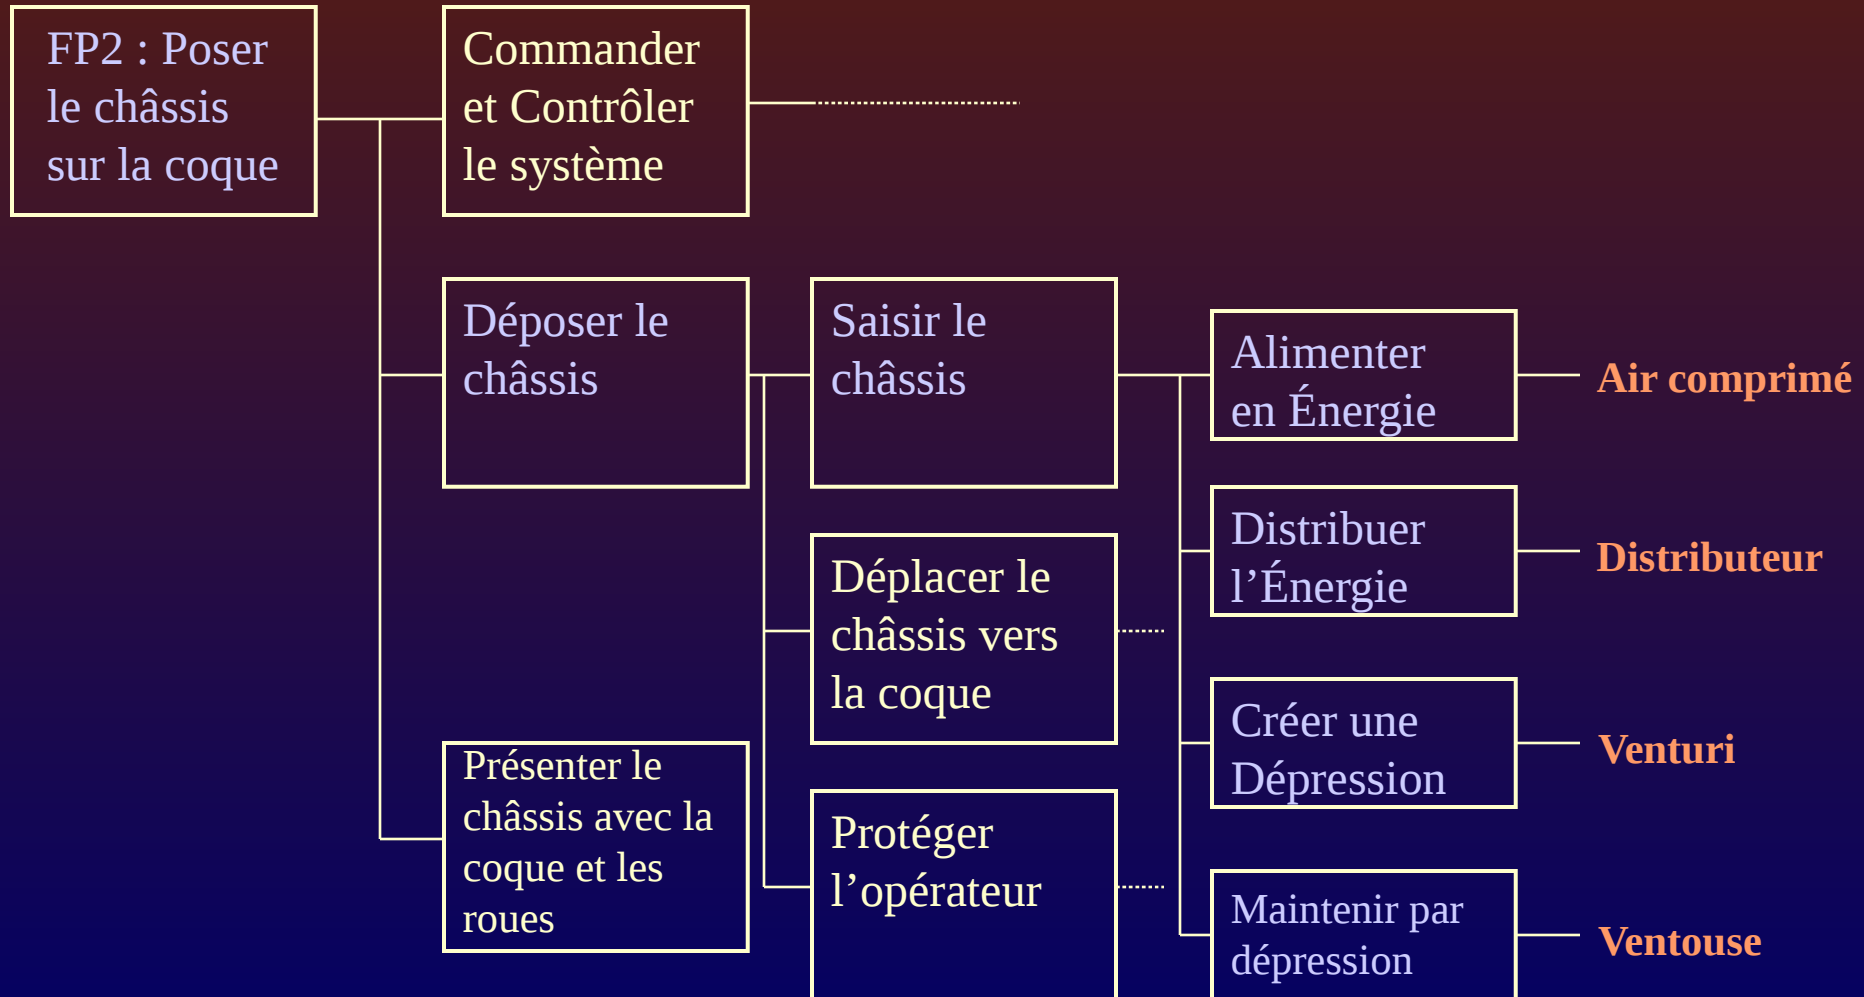 FP2 : Poser
le châssis
sur la coque
Commander
et Contrôler
le système
Déposer le
châssis
Saisir le
châssis
Alimenter
en Énergie
Air comprimé
Distribuer
l’Énergie
Distributeur
Déplacer le
châssis vers
la coque
Créer une
Dépression
Venturi
Présenter le
châssis avec la
coque et les
roues
Protéger
l’opérateur
Maintenir par
dépression
Ventouse